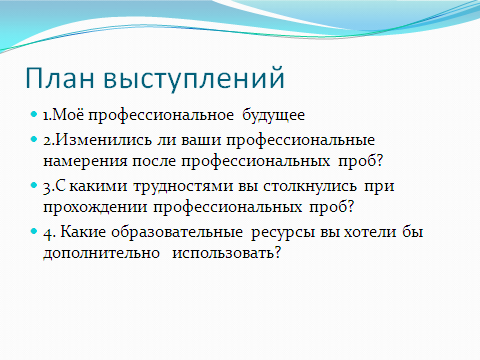 План выступлений
1.Моё профессиональное будущее
2.Изменились ли ваши профессиональные
намерения после профессиональных проб?
3.С какими трудностями вы столкнулись при
прохождении профессиональных проб?
4. Какие образовательные ресурсы вы хотели бы
дополнительно использовать?